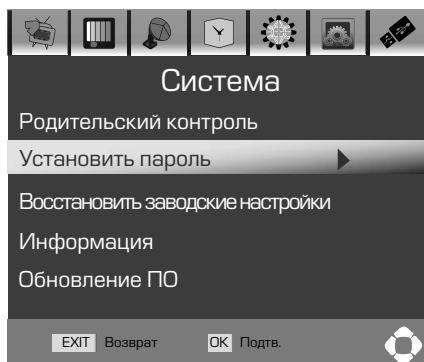 Система
Родительский контроль
Установить пароль
Восстановить заводские настройки
Информация
Обновление ПО
EXIT Возврат OK Подтв.